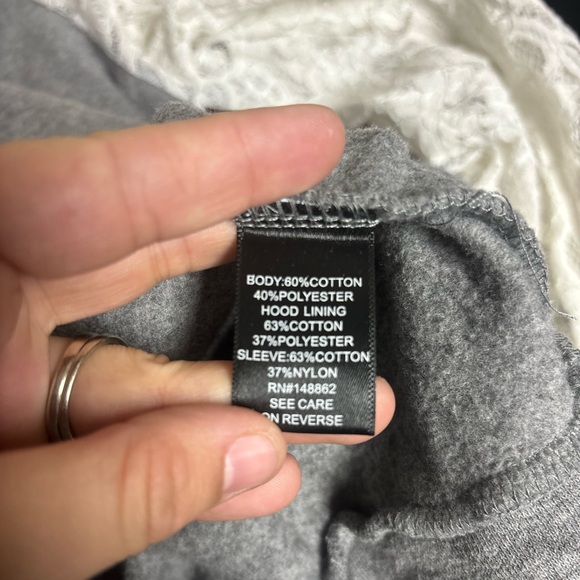 BODY:60%COTTON
40%POLYESTER
HOOD LINING
63%COTTON
37%POLYESTER
SLEEVE:63%COTTON
37%NYLON
RN#148862
SEE CARE
ON REVERSE